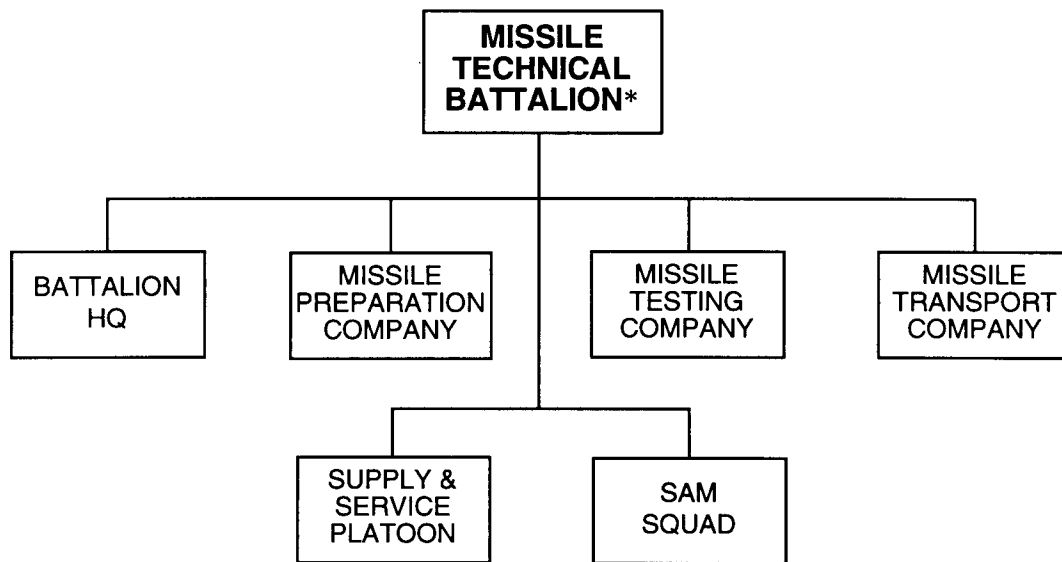 MISSILE
TECHNICAL
BATTALION*
BATTALION
HQ
MISSILE
PREPARATION
COMPANY
MISSILE
TESTING
COMPANY
MISSILE
TRANSPORT
COMPANY
SUPPLY &
SERVICE
PLATOON
SAM
SQUAD